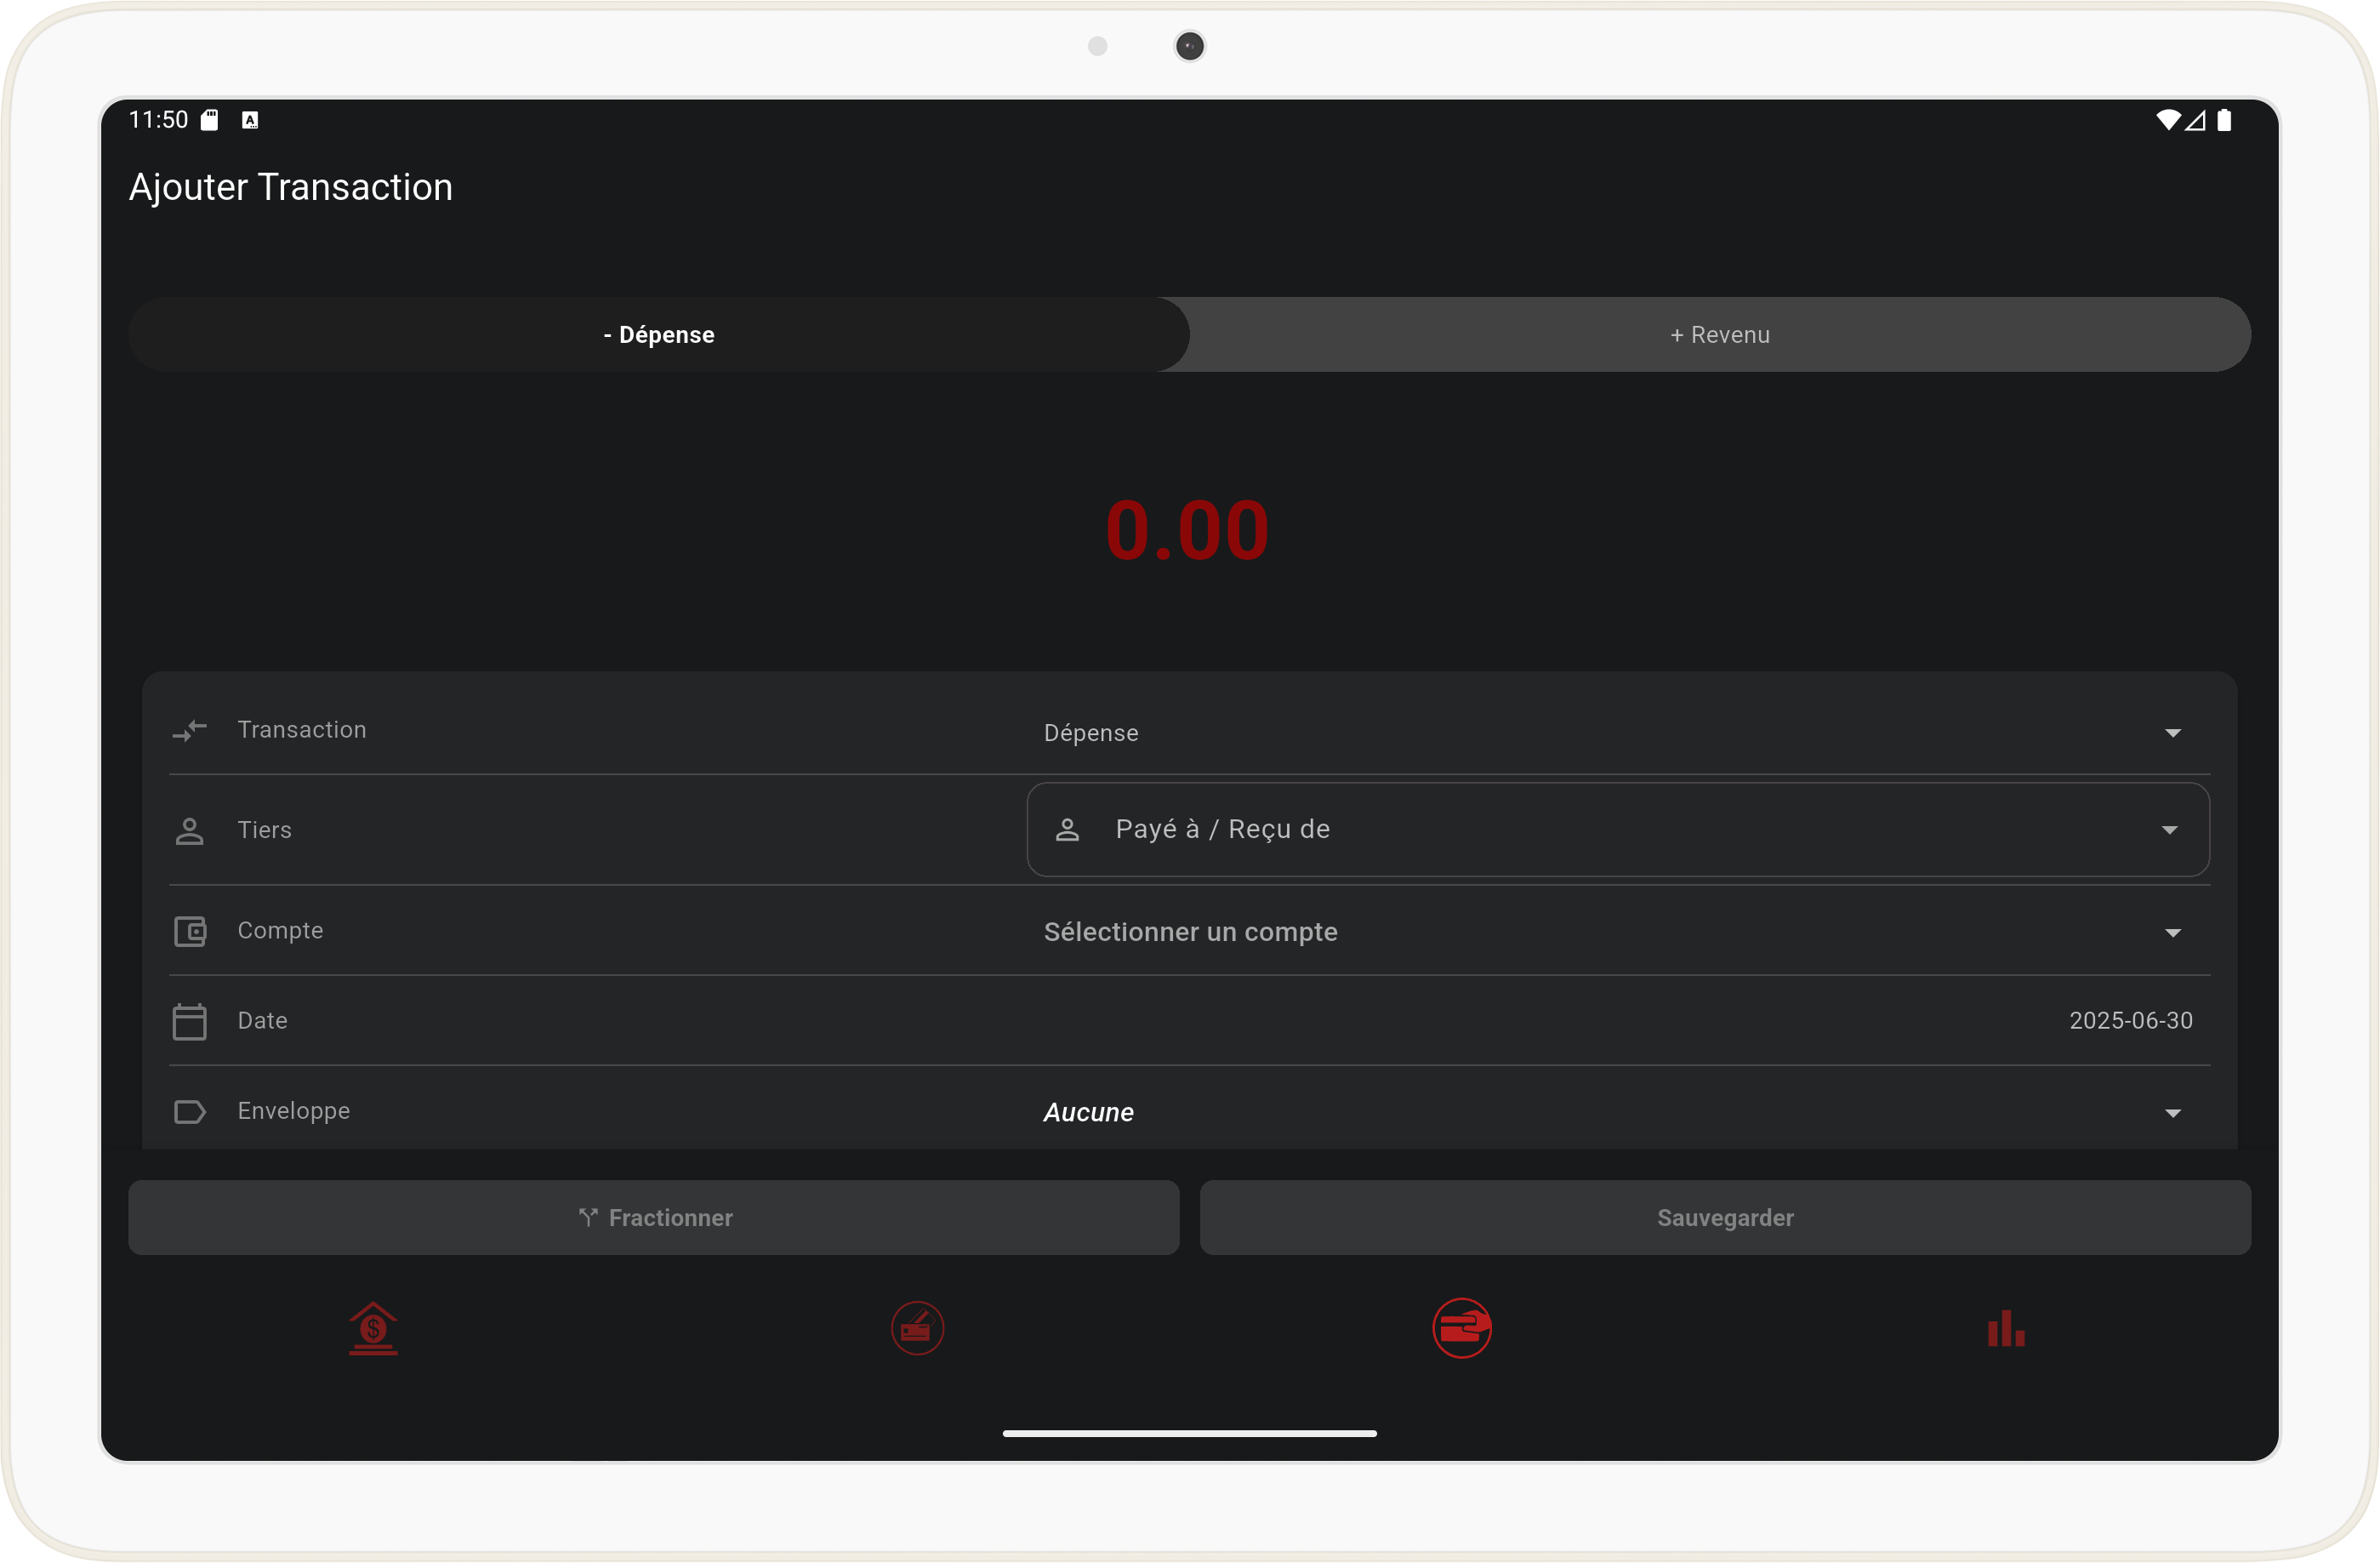 11:50
Ajouter Transaction
- Dépense
+ Revenu
0.00
Transaction
Dépense
Tiers
Payé à / Reçu de
Compte
Sélectionner un compte
Date
2025-06-30
Enveloppe
Aucune
Fractionner
Sauvegarder